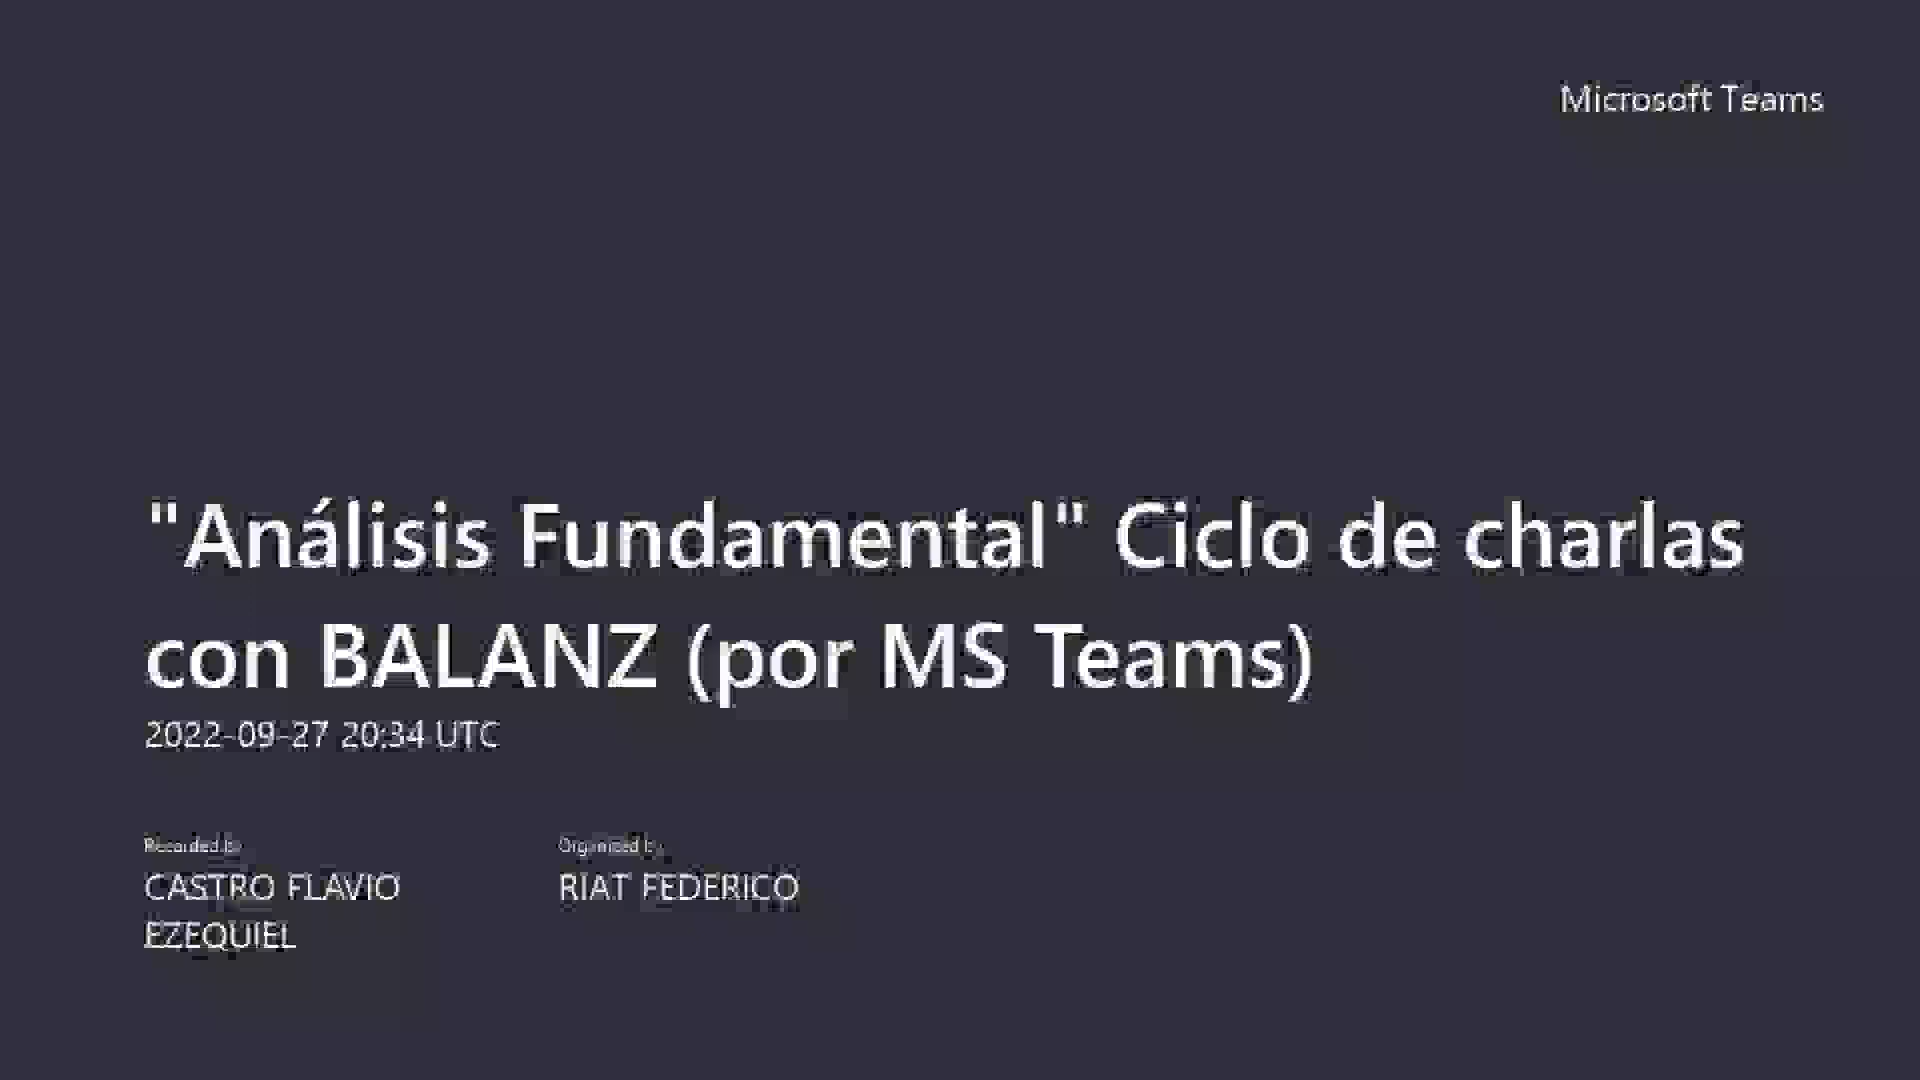 Microsoft Teams
"Análisis Fundamental" Ciclo de charlas
con BALANZ (por MS Teams)
2022-09-27 20:34 UTC
Recorded by
Organized by
CASTRO FLAVIO
RIAT FEDERICO
EZEQUIEL